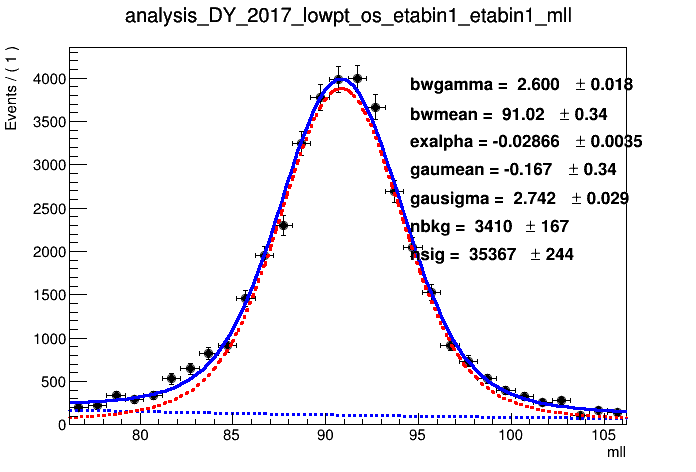 analysis_DY_2017_lowpt_os_etabin1_etabin1_mll
Events / ( 1 )
4000
3500
3000
2500
2000
1500
1000
500
0
bwgamma = 2.600 ± 0.018
bwmean = 91.02 ± 0.34
exalpha = -0.02866 ± 0.0035
gaumean = -0.167 ± 0.34
gausigma = 2.742 ± 0.029
nbkg = 3410 ± 167
nsig = 35367 ± 244
80 85 90 95 100 105
mll